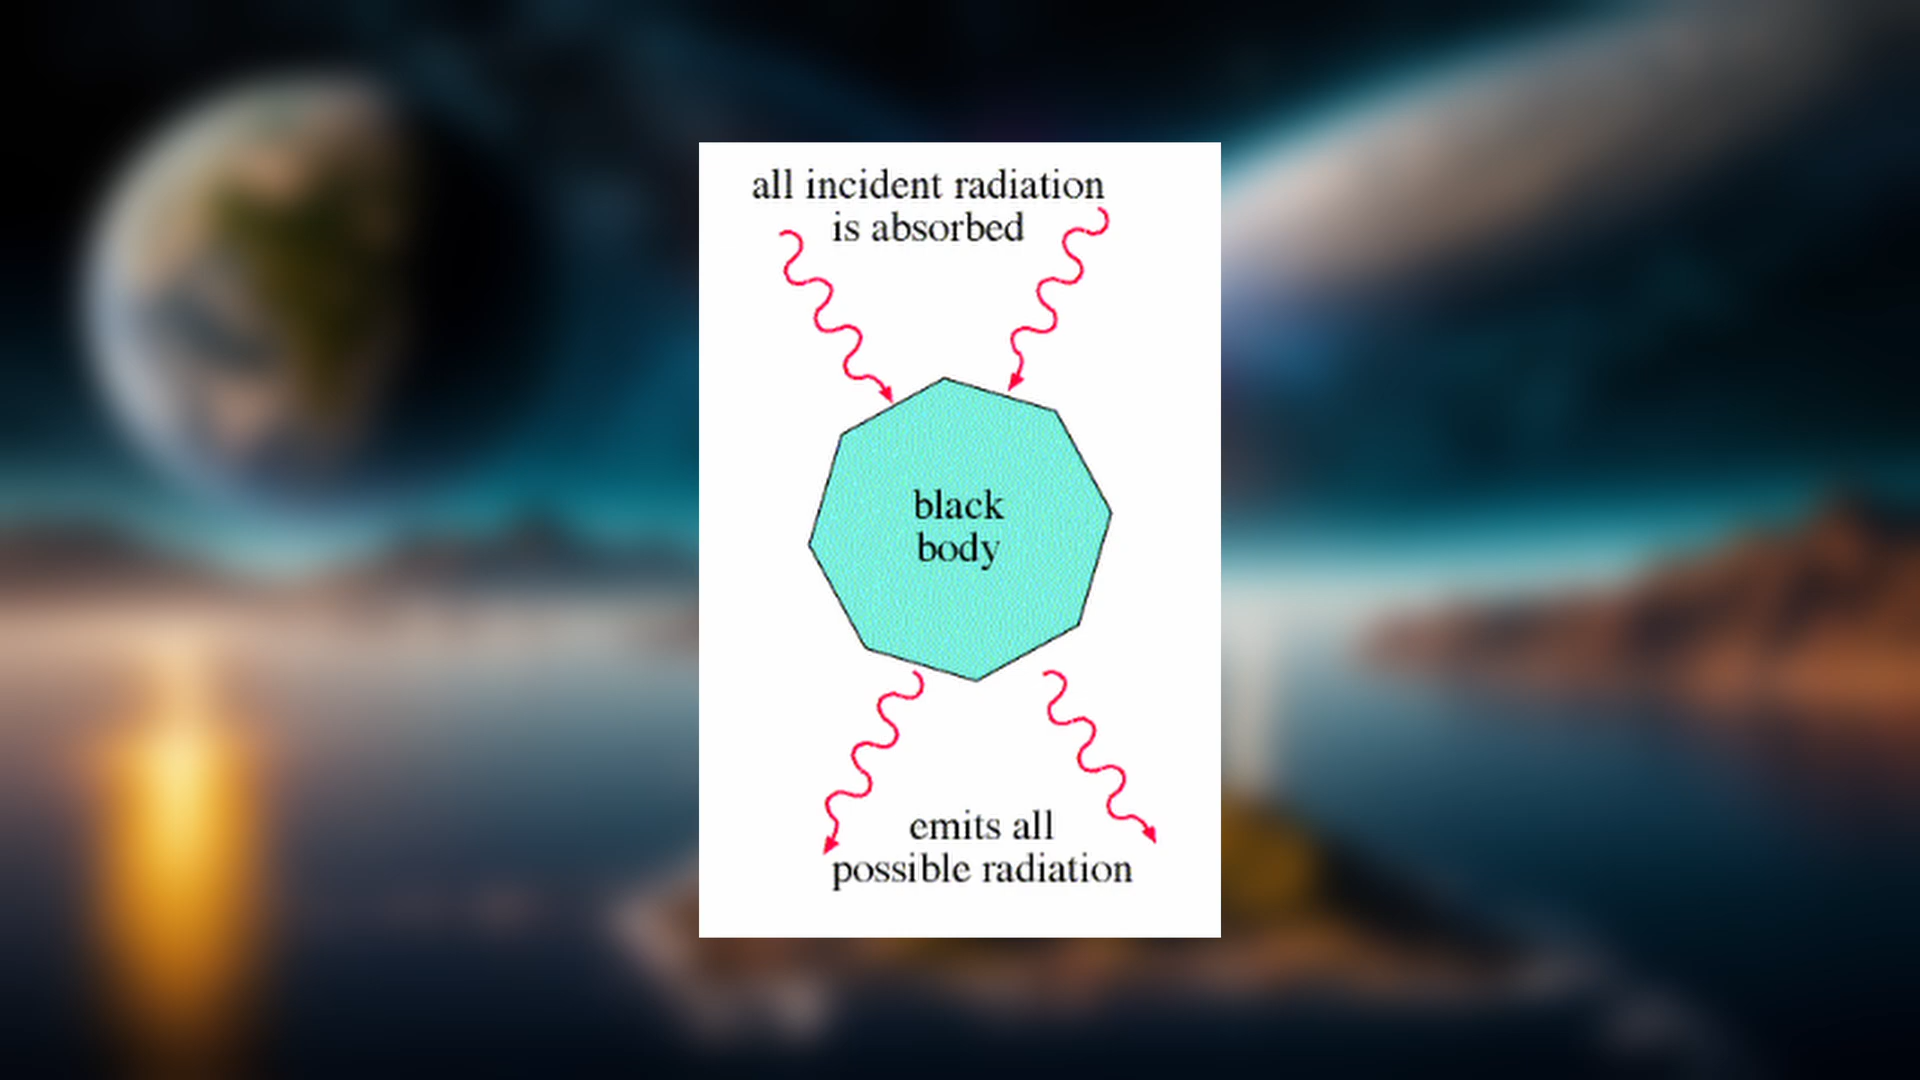 all incident radiation
is absorbed
black
body
emits all
possible radiation